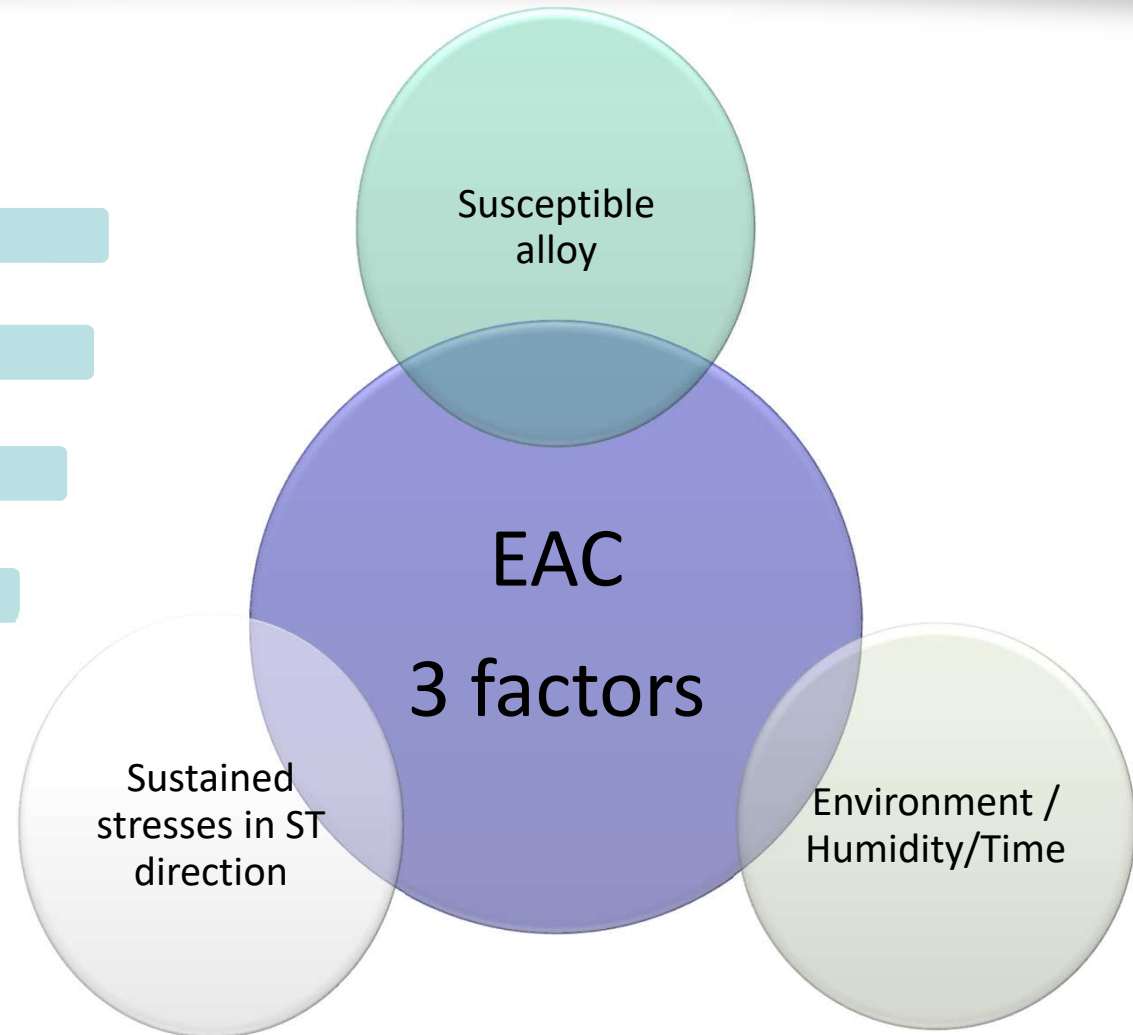 Susceptible
alloy
EAC
3 factors
Sustained
stresses in ST
direction
Environment /
Humidity/Time